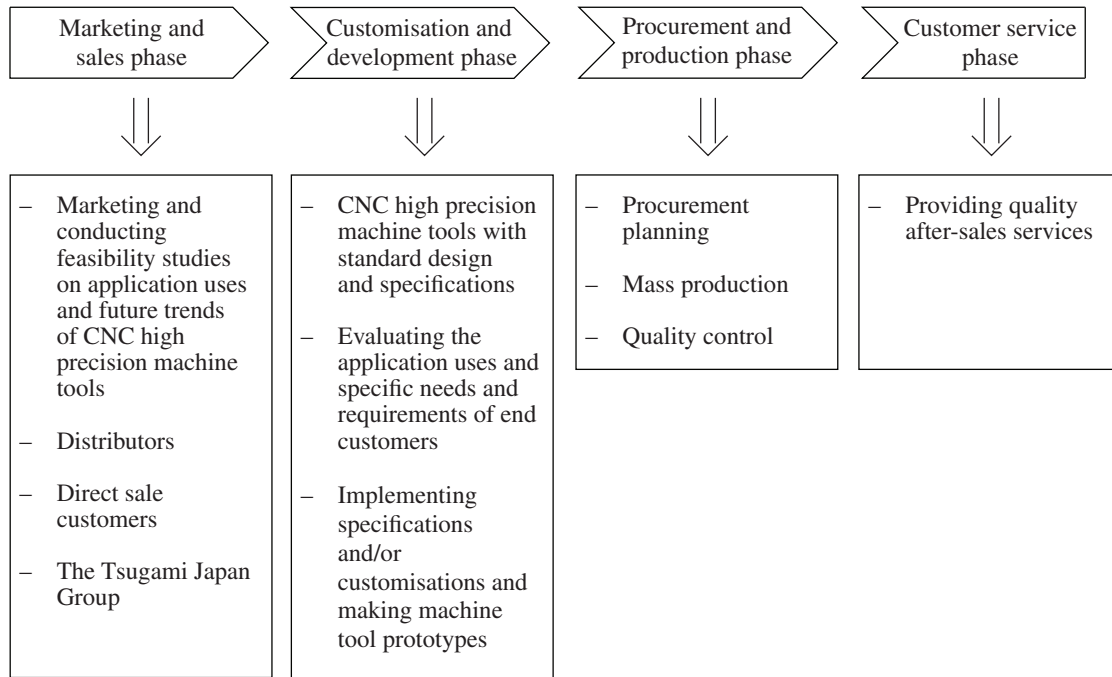 Marketing and
sales phase
Customisation and
development phase
Procurement and
production phase
Customer service
phase
– Marketing and
conducting
feasibility studies
on application uses
and future trends
of CNC high
precision machine
tools
– Distributors
– Direct sale
customers
– The Tsugami Japan
Group
– CNC high precision
machine tools with
standard design
and specifications
– Evaluating the
application uses and
specific needs and
requirements of end
customers
– Implementing
specifications
and/or
customisations and
making machine
tool prototypes
– Procurement
planning
– Mass production
– Quality control
– Providing quality
after-sales services